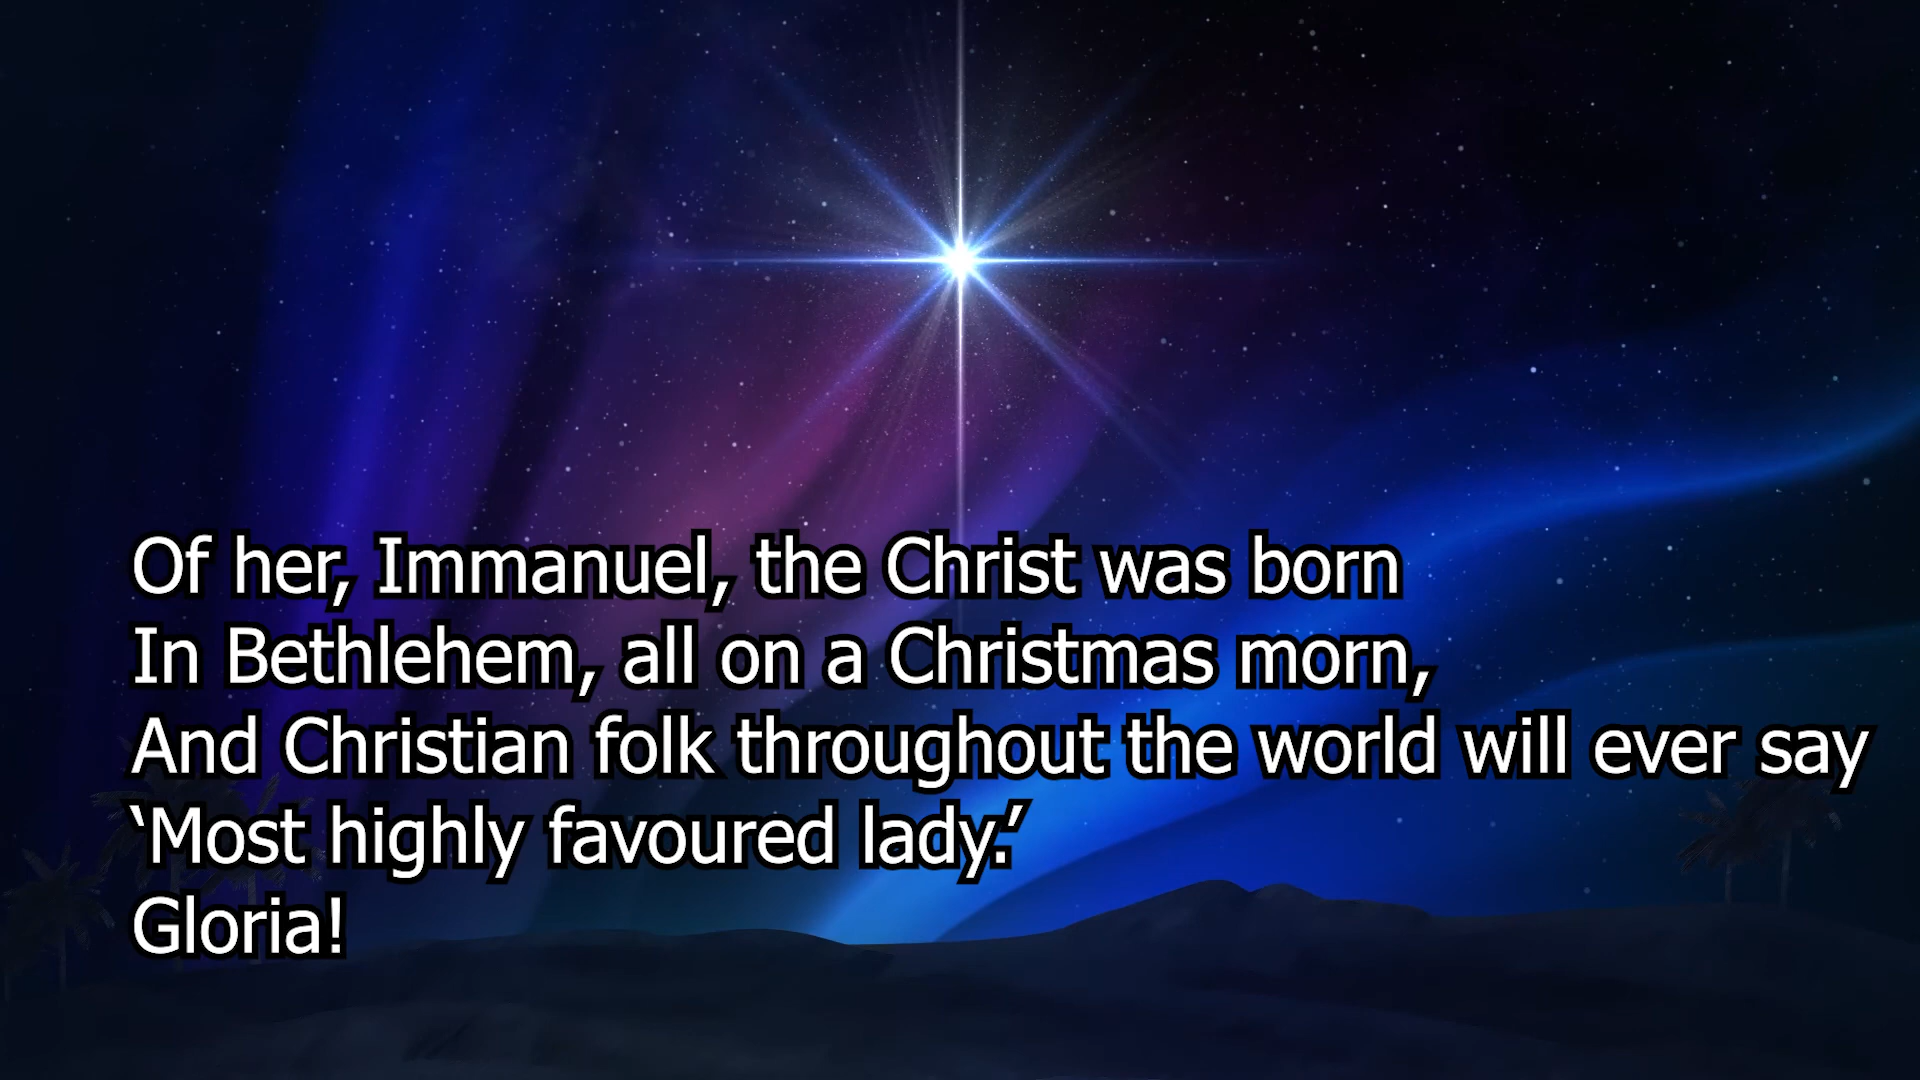 Of her, Immanuel, the Christ was born
In Bethlehem, all on a Christmas morn,
And Christian folk throughout the world will ever say
‘Most highly favoured lady.’
Gloria!